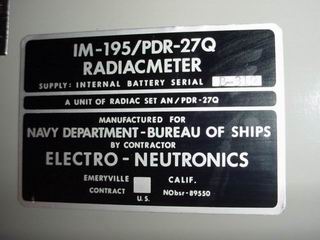 IM-195/PDR-27Q
RADIACMETER
SUPPLY: INTERNAL BATTERY SERIAL
A UNIT OF RADIAC SET AN/PDR-27Q
MANUFACTURED FOR
NAVY DEPARTMENT-BUREAU OF SHIPS
BY CONTRACTOR
ELECTRO-NEUTRONICS
EMERYVILLE CALIF.
CONTRACT NObsr-89550
U.S.